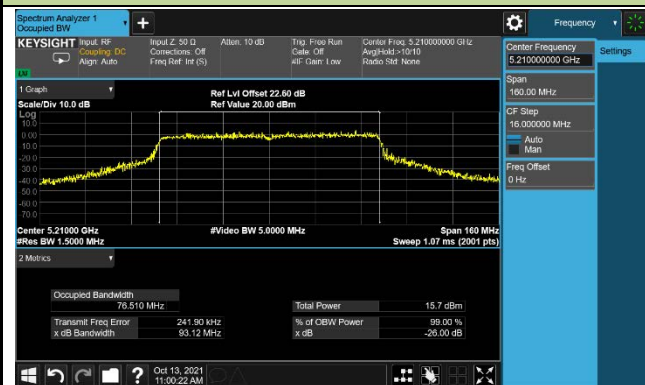 Spectrum Analyzer 1
Occupied BW
+
Frequency
KEYSIGHT
Input: RF
Coupling: DC
Align: Auto
Input Z: 50 Ω
Corrections: Off
Freq Ref: Int (S)
Atten: 10 dB
Trig: Free Run
Gate: Off
#IF Gain: Low
Center Freq: 5.210000000 GHz
Avg|Hold:>10/10
Radio Std: None
Center Frequency
5.210000000 GHz
Settings
Span
160.00 MHz
CF Step
16.000000 MHz
Auto
Man
Freq Offset
0 Hz
1 Graph
Scale/Div 10.0 dB
Ref Lvl Offset 22.60 dB
Ref Value 20.00 dBm
Log
10.0
0.00
-10.0
-20.0
-30.0
-40.0
-50.0
-60.0
-70.0
Center 5.21000 GHz
#Video BW 5.0000 MHz
Span 160 MHz
#Res BW 1.5000 MHz
Sweep 1.07 ms (2001 pts)
2 Metrics
Occupied Bandwidth
76.510 MHz
Total Power
15.7 dBm
Transmit Freq Error
241.90 kHz
% of OBW Power
99.00 %
x dB Bandwidth
93.12 MHz
x dB
-26.00 dB
?
Oct 13, 2021
11:00:22 AM